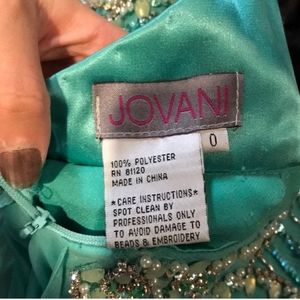 JOVANI
0
100% POLYESTER
RN 81120
MADE IN CHINA
*CARE INSTRUCTIONS*
SPOT CLEAN BY
PROFESSIONALS ONLY
TO AVOID DAMAGE TO
BEADS & EMBROIDERY